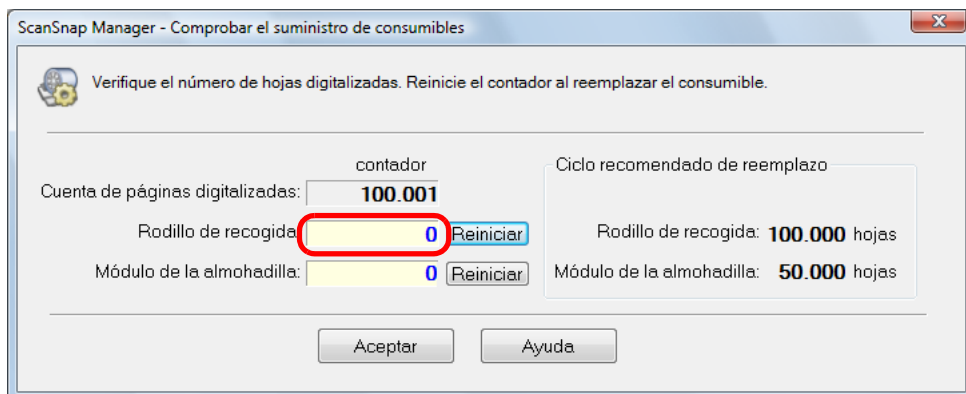 ScanSnap Manager - Comprobar el suministro de consumibles
Verifique el número de hojas digitalizadas. Reinicie el contador al reemplazar el consumible.
contador
Cuenta de páginas digitalizadas: 100.001
Rodillo de recogida 0 Reiniciar
Módulo de la almohadilla: 0 Reiniciar
Ciclo recomendado de reemplazo
Rodillo de recogida: 100.000 hojas
Módulo de la almohadilla: 50.000 hojas
Aceptar Ayuda